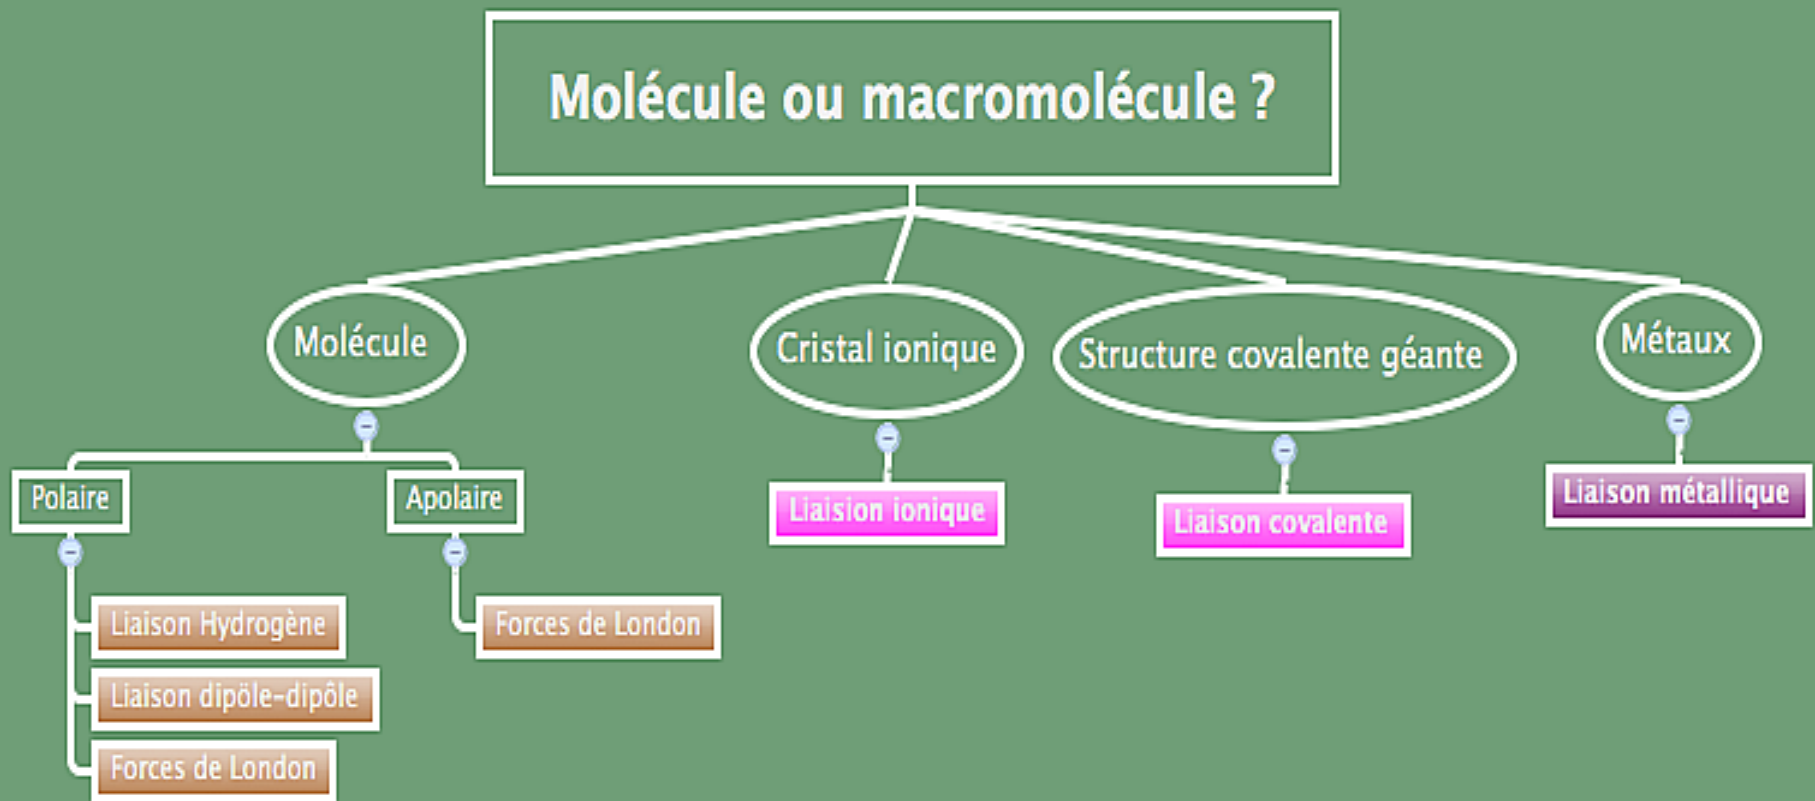 Molécule ou macromolécule ?
Molécule
Cristal ionique
Structure covalente géante
Métaux
Polaire
Apolaire
Liaision ionique
Liaison covalente
Liaison métallique
Liaison Hydrogène
Forces de London
Liaison dipöle-dipôle
Forces de London